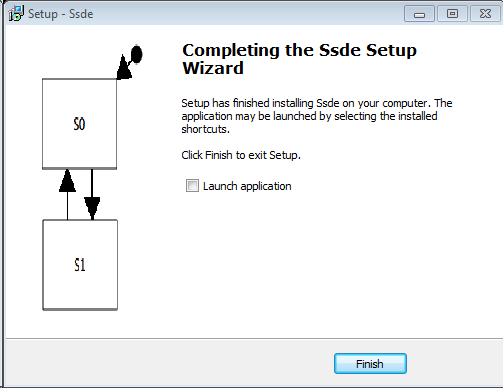 Setup - Ssde
Completing the Ssde Setup
Wizard
Setup has finished installing Ssde on your computer. The
application may be launched by selecting the installed
shortcuts.
Click Finish to exit Setup.
Launch application
S0
S1
Finish